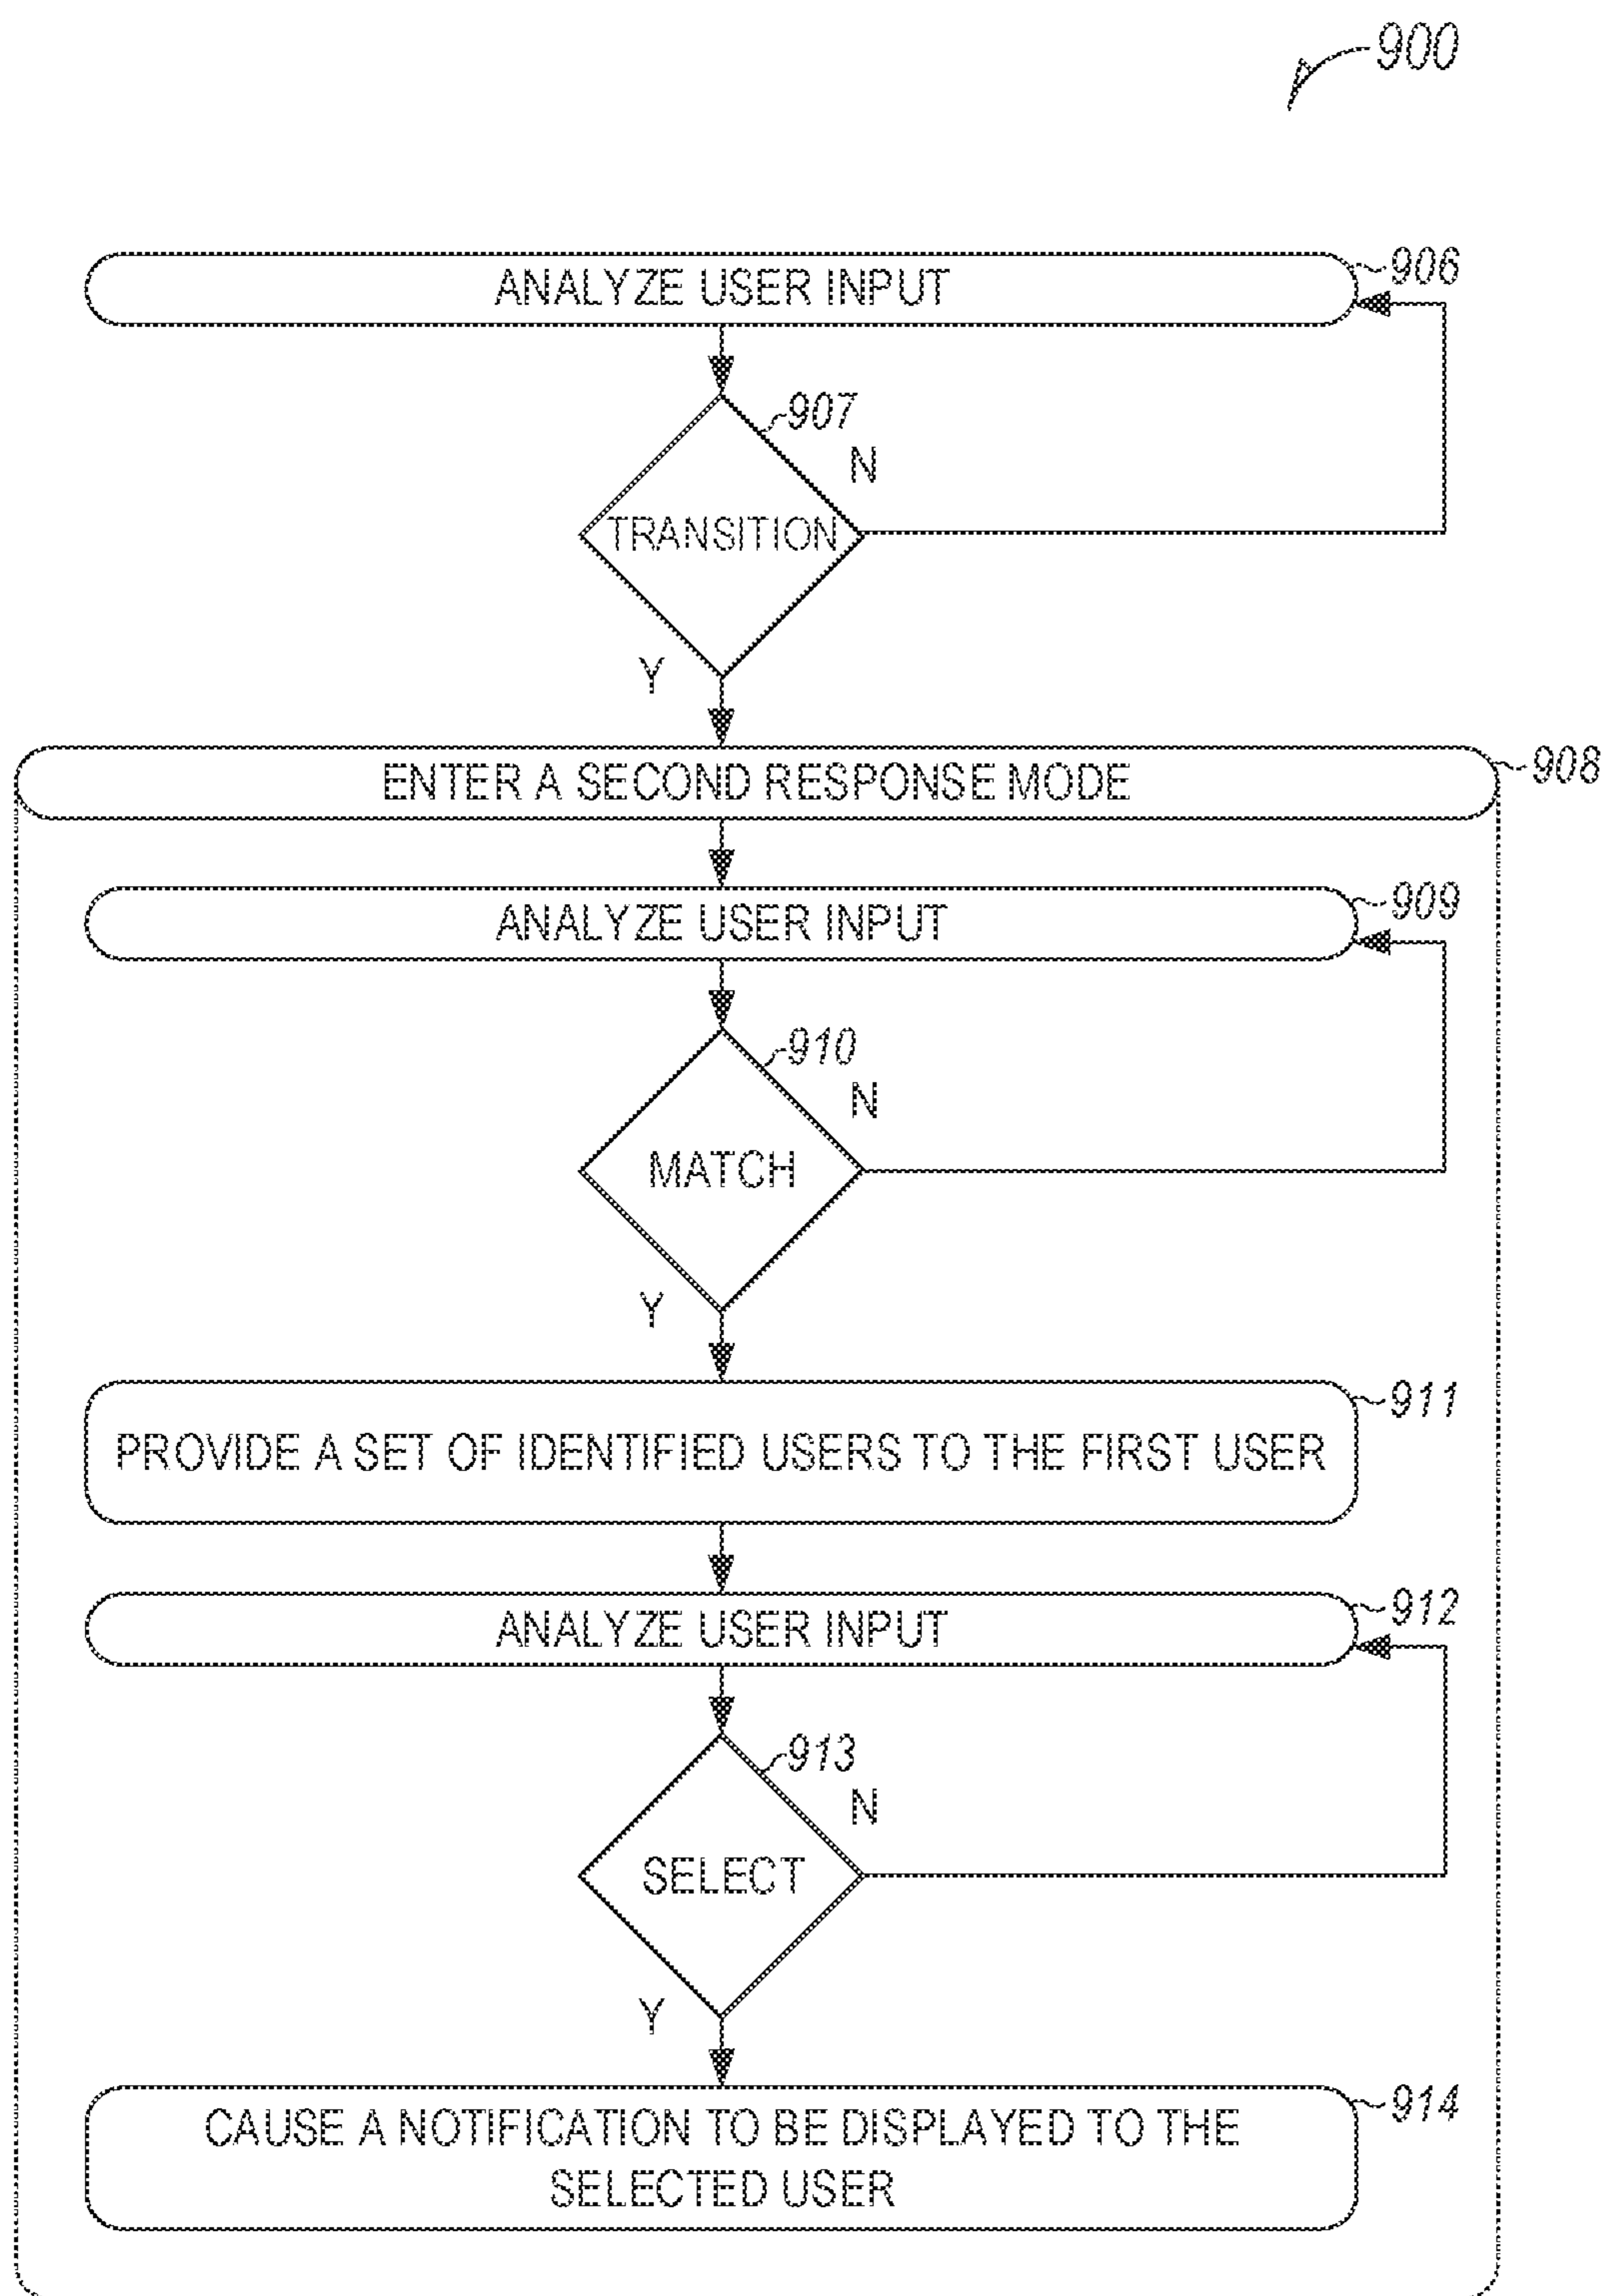 900
ANALYZE USER INPUT
906
907
N
TRANSITION
Y
ENTER A SECOND RESPONSE MODE
908
ANALYZE USER INPUT
909
910
N
MATCH
Y
911
PROVIDE A SET OF IDENTIFIED USERS TO THE FIRST USER
ANALYZE USER INPUT
912
913
N
SELECT
Y
914
CAUSE A NOTIFICATION TO BE DISPLAYED TO THE
SELECTED USER